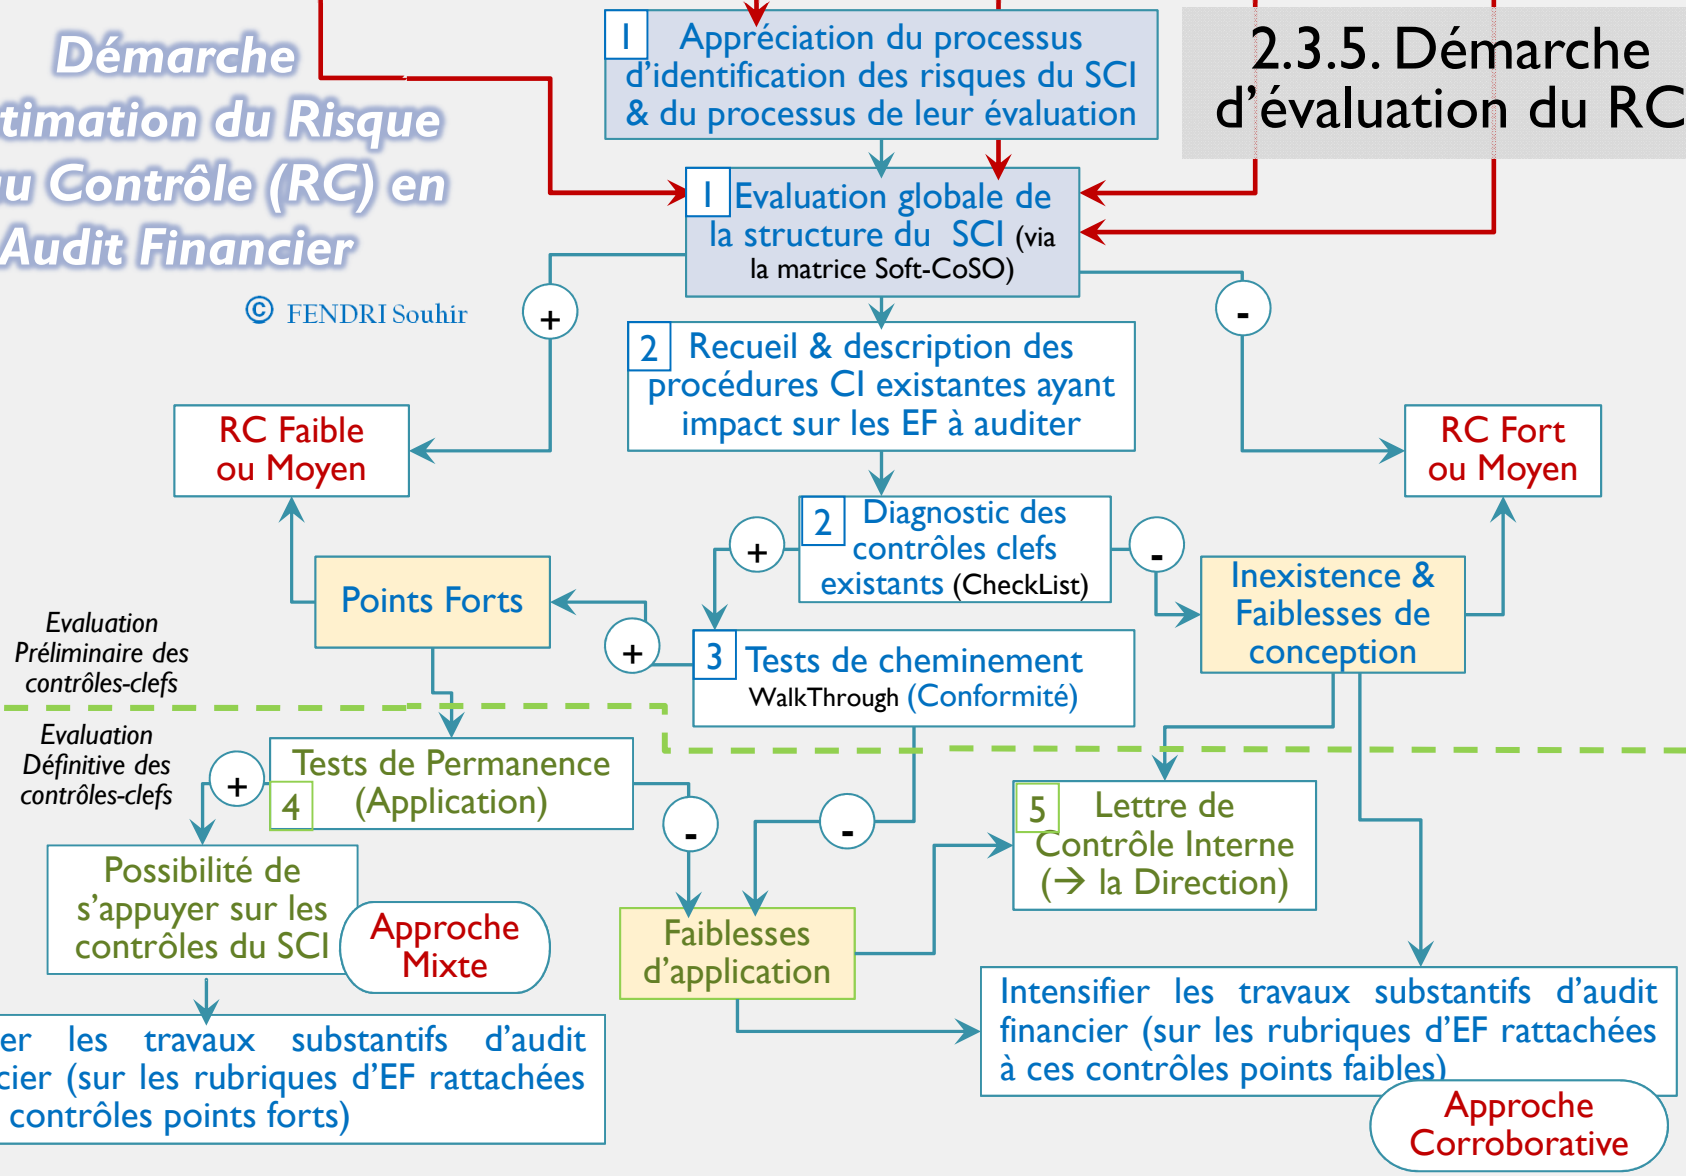 Démarche
timation du Risque
au Contrôle (RC) en
Audit Financier
© FENDRI Souhir
2.3.5. Démarche
d'évaluation du RC
1 Appréciation du processus
d'identification des risques du SCI
& du processus de leur évaluation
1 Evaluation globale de
la structure du SCI (via
la matrice Soft-CoSO)
+
-
2 Recueil & description des
procédures CI existantes ayant
impact sur les EF à auditer
RC Faible
ou Moyen
RC Fort
ou Moyen
2 Diagnostic des
contrôles clefs
existants (CheckList)
+
-
Points Forts
Inexistence &
Faiblesses de
conception
+
3 Tests de cheminement
WalkThrough (Conformité)
Evaluation
Préliminaire des
contrôles-clefs
Evaluation
Définitive des
contrôles-clefs
+
4 Tests de Permanence
(Application)
-
-
5 Lettre de
Contrôle Interne
(→ la Direction)
Possibilité de
s'appuyer sur les
contrôles du SCI
Approche
Mixte
Faiblesses
d'application
er les travaux substantifs d'audit
cier (sur les rubriques d'EF rattachées
contrôles points forts)
Intensifier les travaux substantifs d'audit
financier (sur les rubriques d'EF rattachées
à ces contrôles points faibles)
Approche
Corroborative